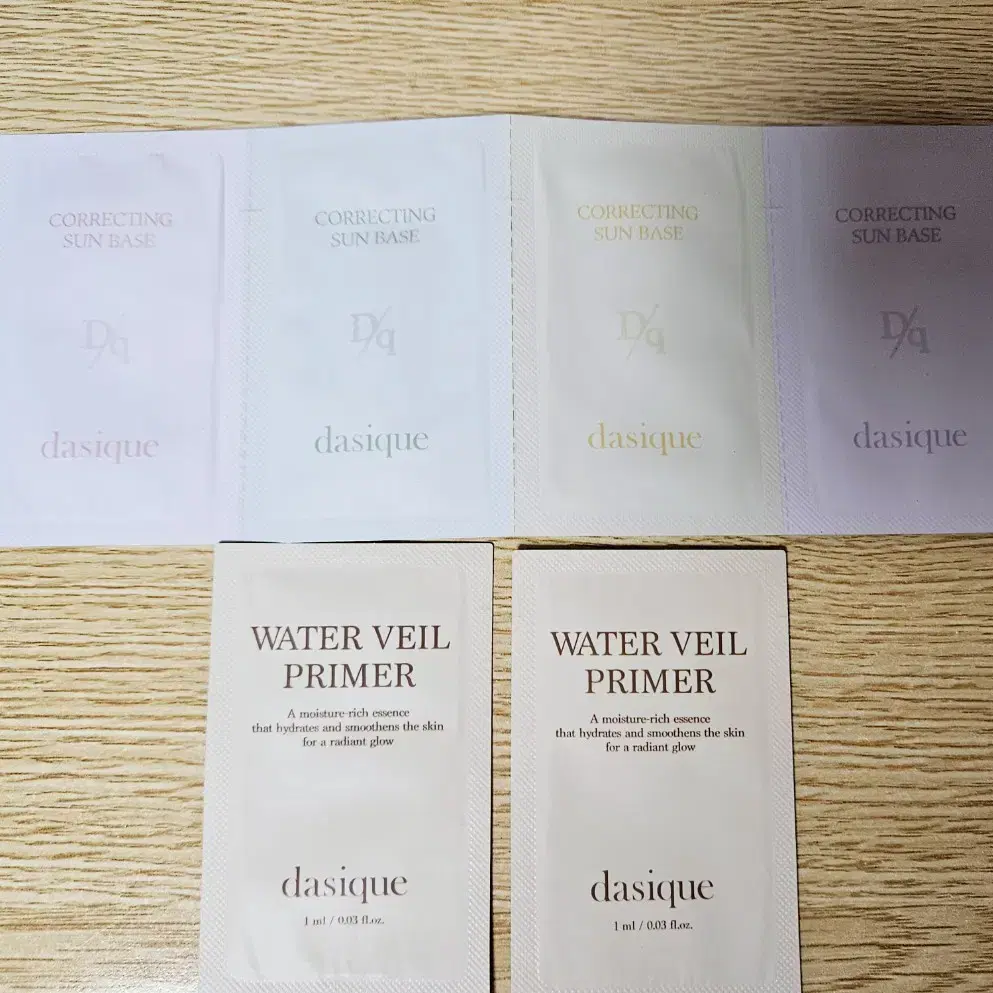 CORRECTING
SUN BASE
D/q
dasique
CORRECTING
SUN BASE
D/q
dasique
CORRECTING
SUN BASE
D/q
dasique
CORRECTING
SUN BASE
D/q
dasique
WATER VEIL
PRIMER
A moisture-rich essence
that hydrates and smoothens the skin
for a radiant glow
dasique
1 ml / 0.03 fl.oz.
WATER VEIL
PRIMER
A moisture-rich essence
that hydrates and smoothens the skin
for a radiant glow
dasique
1 ml / 0.03 fl.oz.